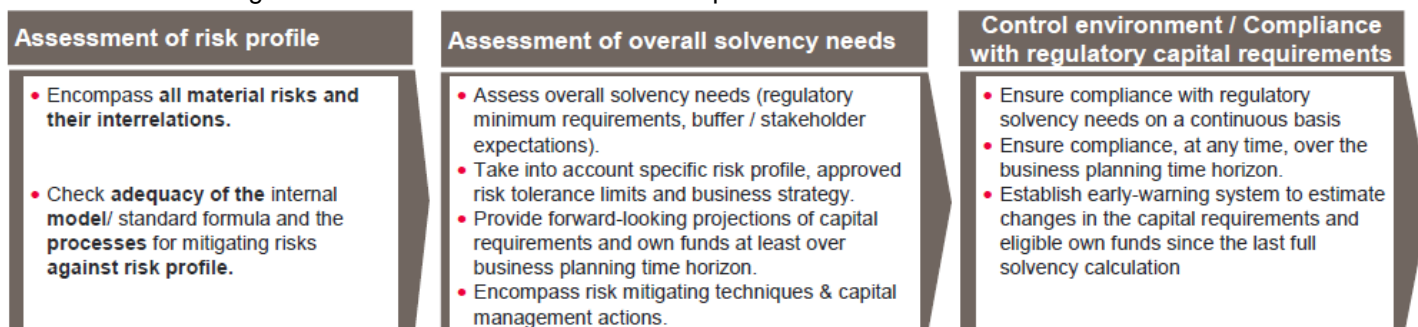 Assessment of risk profile
• Encompass all material risks and
their interrelations.
• Check adequacy of the internal
model/ standard formula and the
processes for mitigating risks
against risk profile.
Assessment of overall solvency needs
• Assess overall solvency needs (regulatory
minimum requirements, buffer / stakeholder
expectations).
• Take into account specific risk profile, approved
risk tolerance limits and business strategy.
• Provide forward-looking projections of capital
requirements and own funds at least over
business planning time horizon.
• Encompass risk mitigating techniques & capital
management actions.
Control environment / Compliance
with regulatory capital requirements
• Ensure compliance with regulatory
solvency needs on a continuous basis
• Ensure compliance, at any time, over the
business planning time horizon.
• Establish early-warning system to estimate
changes in the capital requirements and
eligible own funds since the last full
solvency calculation